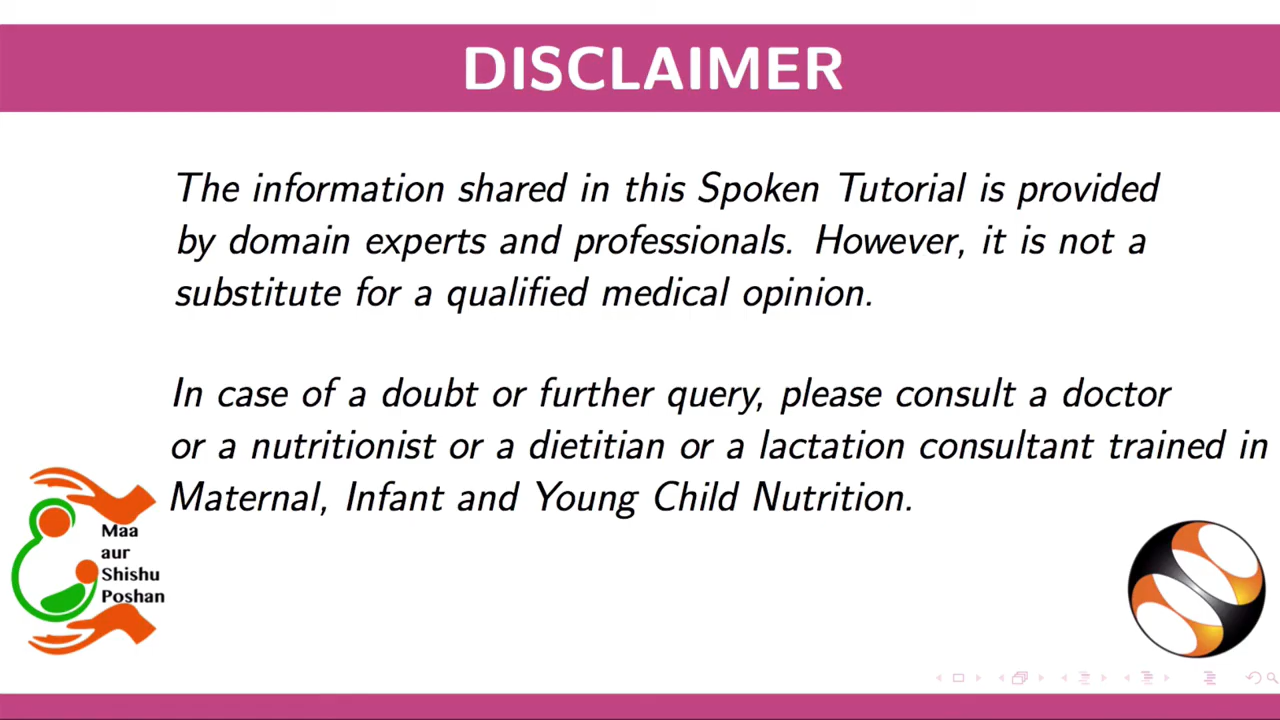 DISCLAIMER
The information shared in this Spoken Tutorial is provided
by domain experts and professionals. However, it is not a
substitute for a qualified medical opinion.
In case of a doubt or further query, please consult a doctor
or a nutritionist or a dietitian or a lactation consultant trained in
Maternal, Infant and Young Child Nutrition.
Maa
aur
Shishu
Poshan